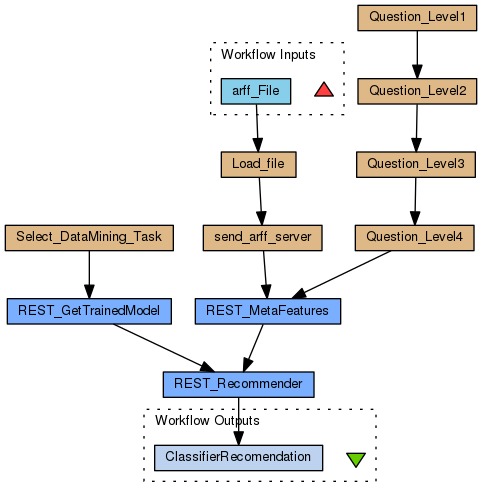 Question_Level1
Workflow Inputs
arff_File
Question_Level2
Load_file
Question_Level3
Select_DataMining_Task
send_arff_server
Question_Level4
REST_GetTrainedModel
REST_MetaFeatures
REST_Recommender
Workflow Outputs
ClassifierRecomendation